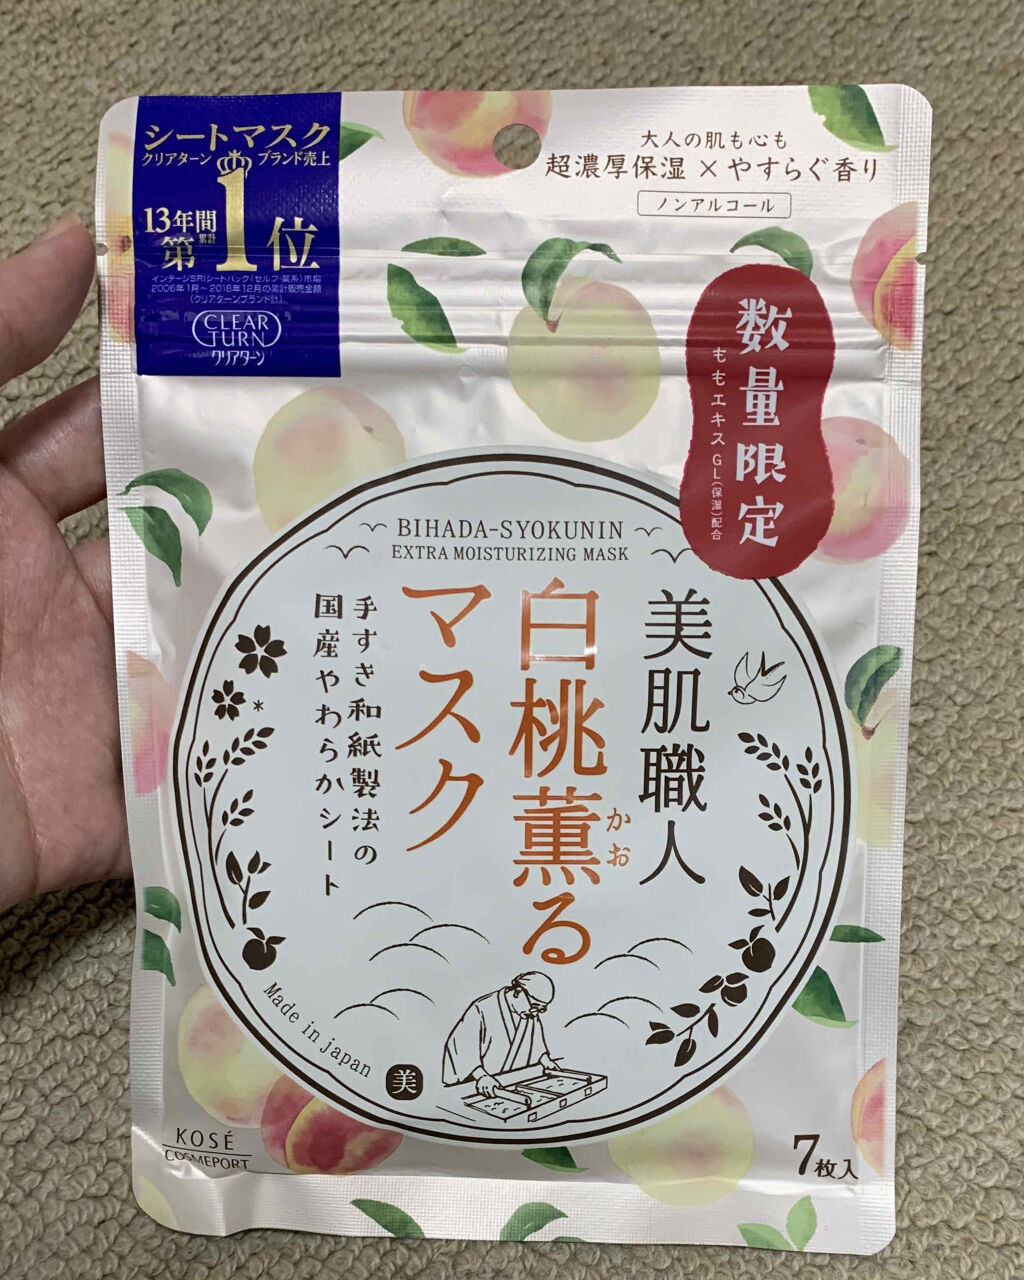 シートマスク
クリアターン ブランド売上
13年間
累計
第1位
インテージSRIシートパック(セルフ・薬系)市場
2006年1月~2018年12月の累計販売金額
(クリアターンブランド計)
CLEAR
TURN
クリアターン
大人の肌も心も
超濃厚保湿×やすらぐ香り
ノンアルコール
数量限定
ももエキスGL(保湿)配合
BIHADA-SYOKUNIN
EXTRA MOISTURIZING MASK
美肌職人
白桃薫る
かお
マスク
手すき和紙製法の
国産やわらかシート
Made in japan
美
KOSÉ
COSMEPORT
7枚入